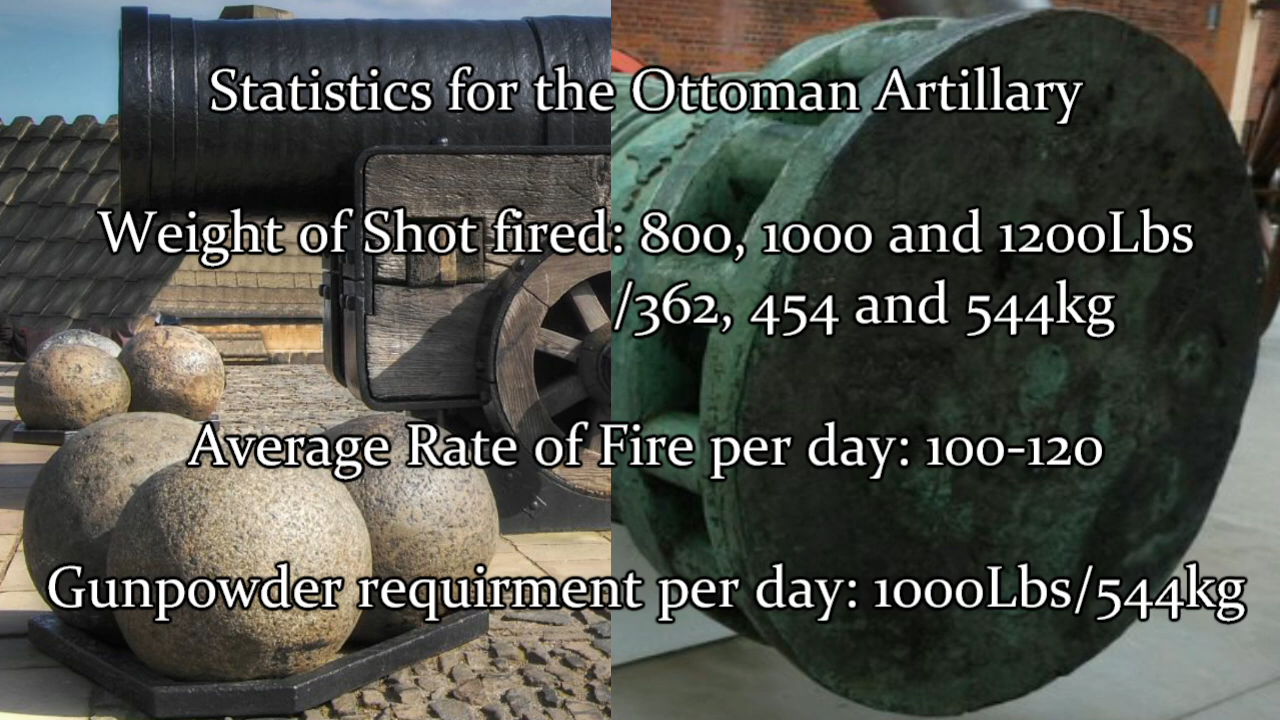 Statistics for the Ottoman Artillary
Weight of Shot fired: 800, 1000 and 1200Lbs
/362, 454 and 544kg
Average Rate of Fire per day: 100-120
Gunpowder requirment per day: 1000Lbs/544kg